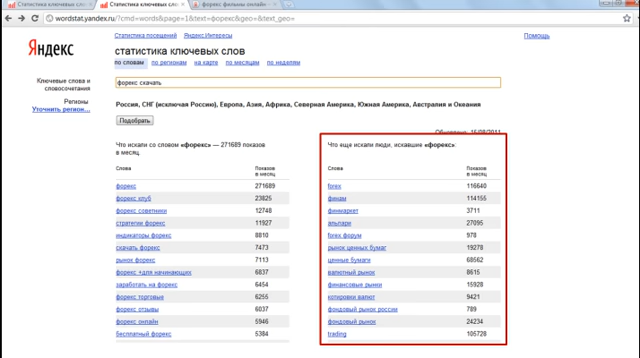 Статистика ключевых слов
Статистика ключевых слов
форекс фильмы онлайн
wordstat.yandex.ru/?cmd=words&page=1&text=форекс&geo=&text_geo=
Статистика посещений Яндекс.Интересы Помощь
Яндекс
статистика ключевых слов
по словам по регионам на карте по месяцам по неделям
Ключевые слова и словосочетания
форекс скачать
Регионы
Уточнить регион...
Россия, СНГ (исключая Россию), Европа, Азия, Африка, Северная Америка, Южная Америка, Австралия и Океания
Подобрать
Обновлено: 16/08/2011
Что искали со словом «форекс» — 271689 показов
в месяц.
Слова Показов
в месяц
форекс 271689
форекс клуб 23825
форекс советники 12748
стратегии форекс 11927
индикаторы форекс 8810
скачать форекс 7473
рынок форекс 7113
форекс +для начинающих 6837
заработать на форекс 6454
форекс торговые 6255
форекс отзывы 6037
форекс онлайн 5946
бесплатный форекс 5384
Что еще искали люди, искавшие «форекс»:
Слова Показов
в месяц
forex 116640
финам 114155
финмаркет 3711
альпари 27095
forex форум 978
рынок ценных бумаг 19278
ценные бумаги 68562
валютный рынок 8615
финансовые рынки 15928
котировки валют 9421
фондовый рынок россии 789
фондовый рынок 24234
trading 105728